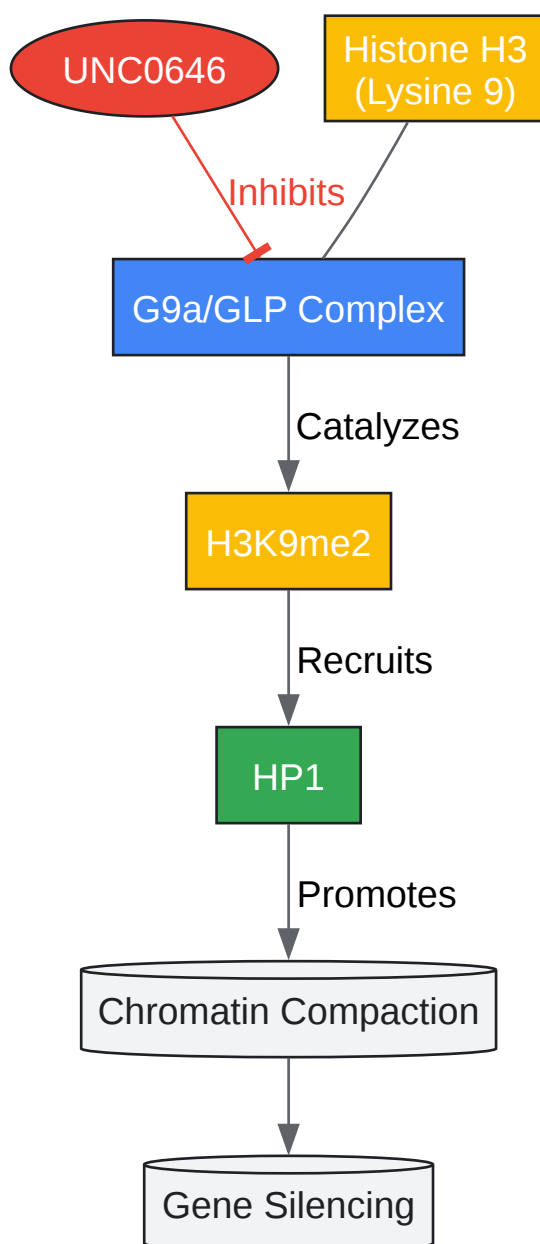 UNC0646
Histone H3
(Lysine 9)
Inhibits
G9a/GLP Complex
Catalyzes
H3K9me2
Recruits
HP1
Promotes
Chromatin Compaction
Gene Silencing